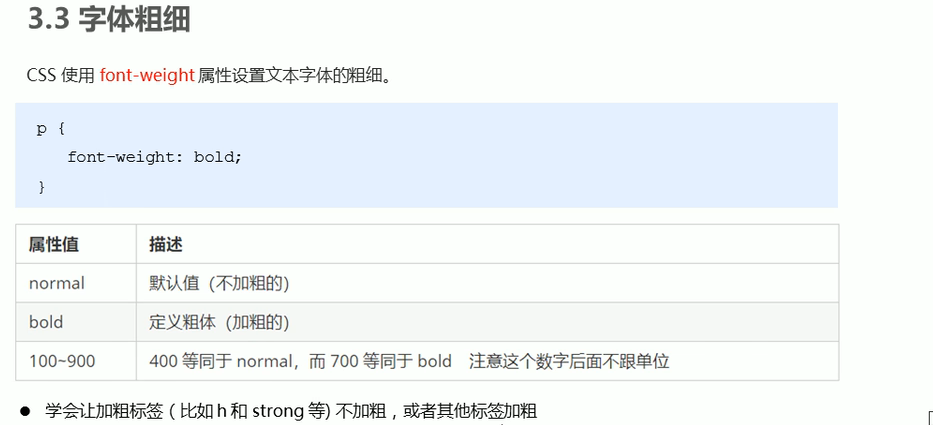 3.3 字体粗细
CSS 使用 font-weight 属性设置文本字体的粗细。
p {
font-weight: bold;
}
属性值 描述
normal 默认值（不加粗的）
bold 定义粗体（加粗的）
100~900 400 等同于 normal，而 700 等同于 bold 注意这个数字后面不跟单位
● 学会让加粗标签（比如 h 和 strong 等) 不加粗，或者其他标签加粗